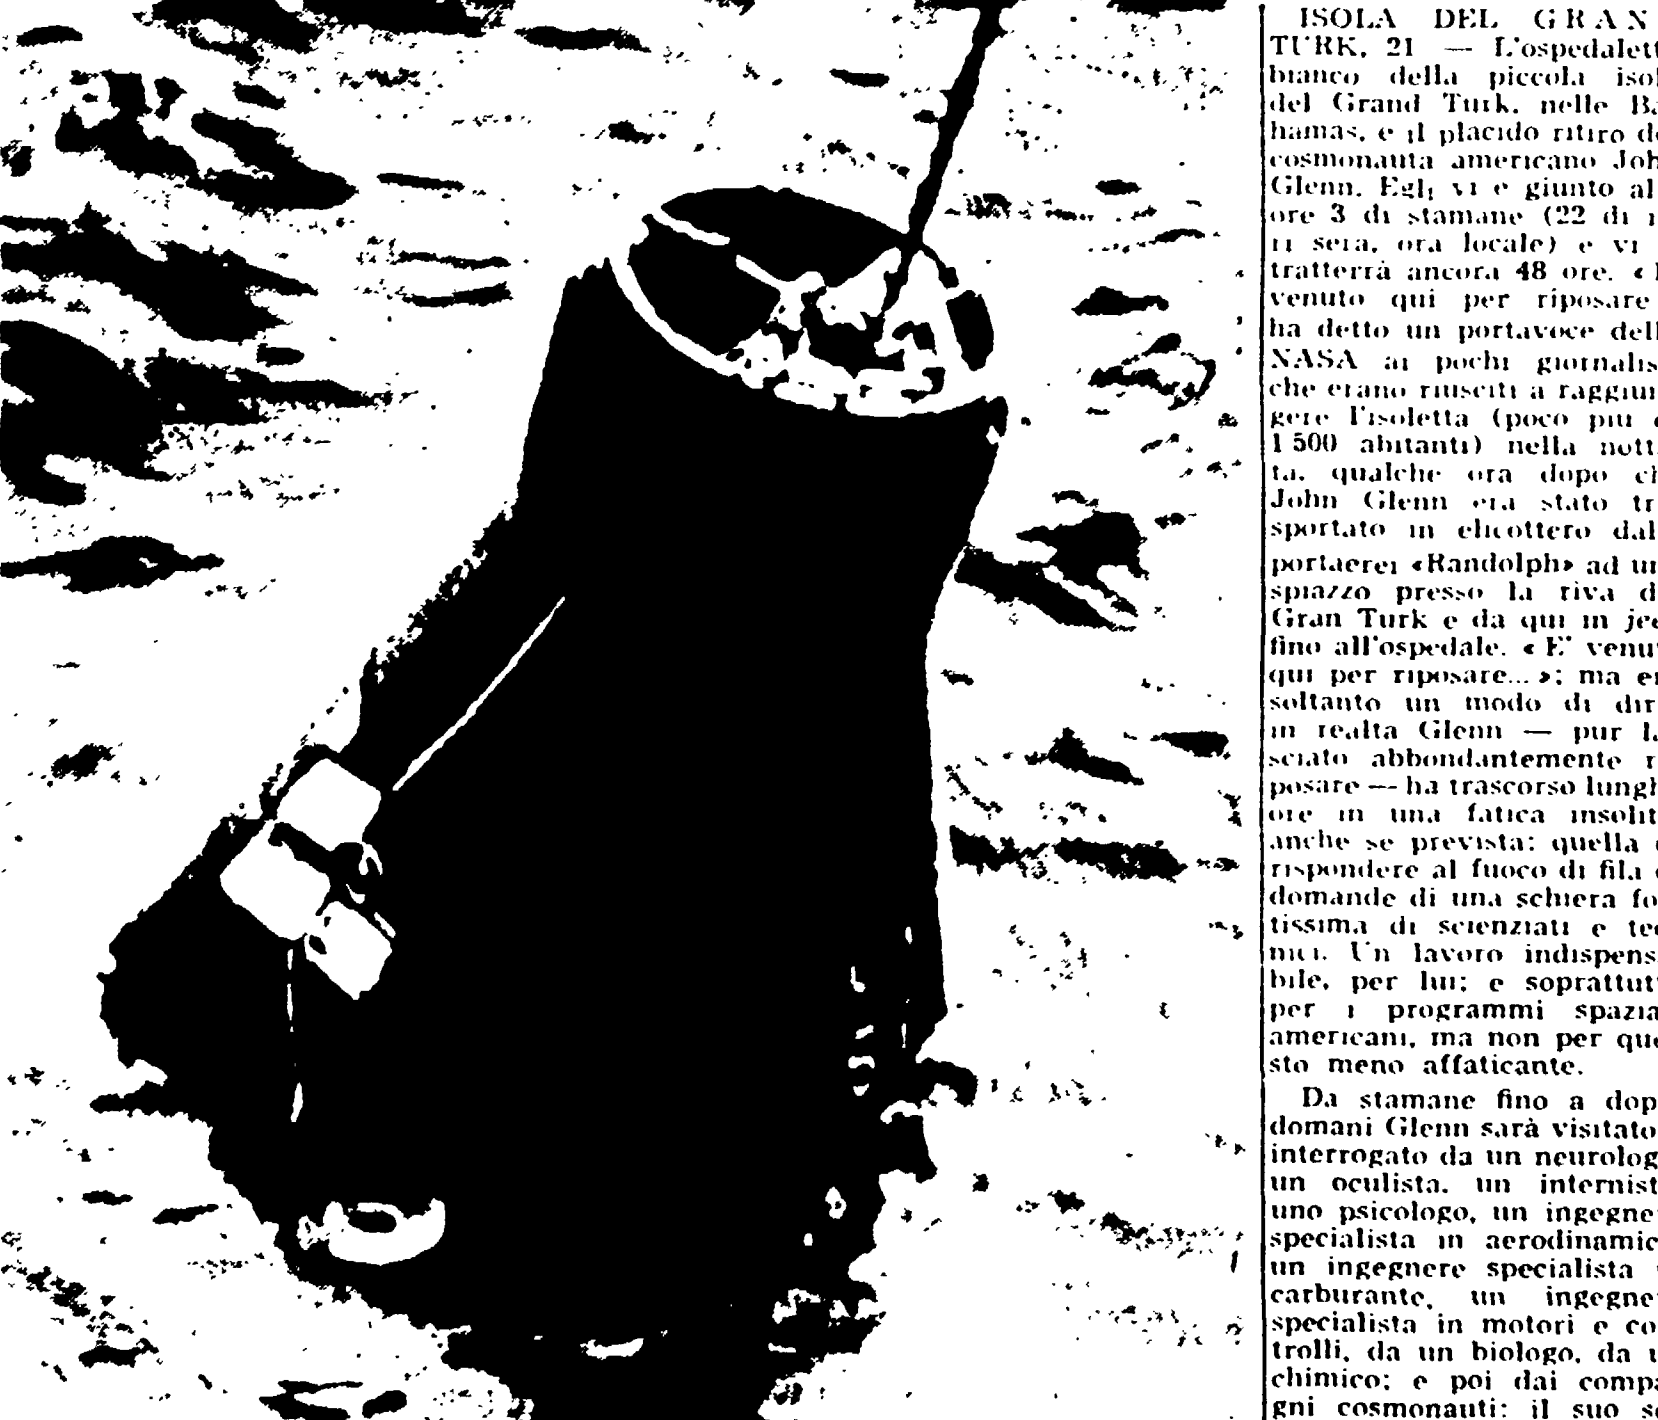 ISOLA DEL GRAN
TURK, 21 — L'ospedalett
bianco della piccola isol
del Grand Turk, nelle Ba
hamas, e il placido ritiro de
cosmonauta americano Joh
Glenn. Egli vi e giunto al
ore 3 di stamane (22 di i
ri sera, ora locale) e vi
tratterrà ancora 48 ore. «
venuto qui per riposare
ha detto un portavoce dell
NASA ai pochi giornalis
che erano riusciti a raggiun
gere l'isoletta (poco piu
1 500 abitanti) nella nott
ta, qualche ora dopo ch
John Glenn era stato tr
sportato in elicottero dal
portaerei «Randolph» ad un
spiazzo presso la riva d
Gran Turk e da qui in jee
fino all'ospedale. « E' venu
qui per riposare... »: ma er
soltanto un modo di dir
in realta Glenn — pur la
sciato abbondantemente ri
posare — ha trascorso lungh
ore in una fatica insolit
anche se prevista: quella
rispondere al fuoco di fila
domande di una schiera fo
tissima di scienziati e tec
nici. Un lavoro indispensa
bile, per lui; e soprattutt
per i programmi spazia
americani, ma non per que
sto meno affaticante.
Da stamane fino a dop
domani Glenn sarà visitato
interrogato da un neurolog
un oculista, un internist
uno psicologo, un ingegne
specialista in aerodinamic
un ingegnere specialista
carburante, un ingegne
specialista in motori e co
trolli, da un biologo, da u
chimico; e poi dai compa
gni cosmonauti: il suo so